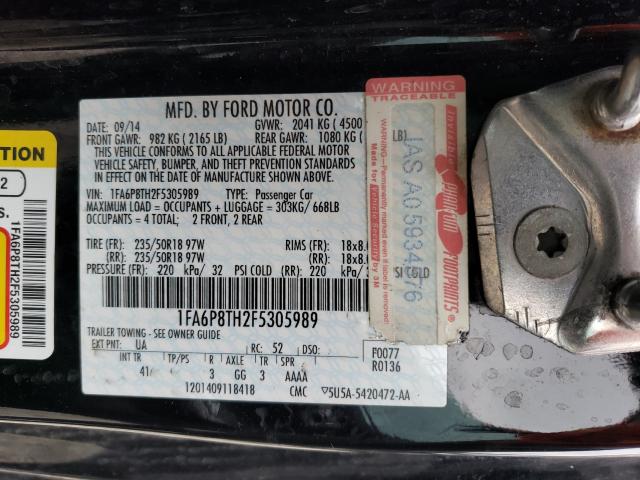 MFD. BY FORD MOTOR CO.
DATE: 09/14 GVWR: 2041 KG ( 4500 LB)
FRONT GAWR: 982 KG ( 2165 LB) REAR GAWR: 1080 KG (
THIS VEHICLE CONFORMS TO ALL APPLICABLE FEDERAL MOTOR
VEHICLE SAFETY, BUMPER, AND THEFT PREVENTION STANDARDS
IN EFFECT ON THE DATE OF MANUFACTURE SHOWN ABOVE.
VIN: 1FA6P8TH2F5305989 TYPE: Passenger Car
MAXIMUM LOAD = OCCUPANTS + LUGGAGE = 303KG/ 668LB
OCCUPANTS = 4 TOTAL; 2 FRONT, 2 REAR
TIRE (FR): 235/50R18 97W RIMS (FR): 18x8.
(RR): 235/50R18 97W (RR): 18x8.
PRESSURE (FR): 220 kPa/ 32 PSI COLD (RR): 220 kPa/ SI COLD
1FA6P8TH2F5305989
TRAILER TOWING - SEE OWNER GUIDE
EXT PNT: UA RC: 52 DSO: F0077
R0136
INT TR TP/PS R AXLE TR SPR
41 3 GG 3 AAAA
1201409118418 CMC 5U5A-5420472-AA
WARNING
TRACEABLE
WARNING
TRACEABLE
1FA6P8TH2F5305989
2
S.